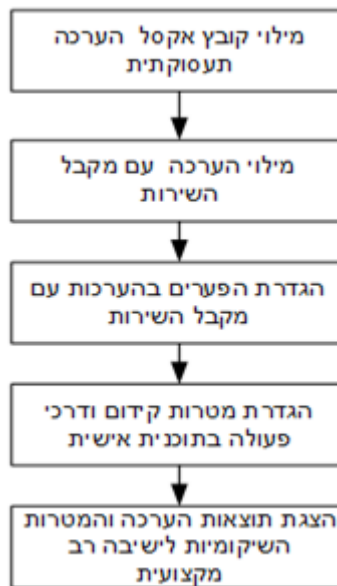 מילוי קובץ אקסל הערכה
תעסוקתית
מילוי הערכה עם מקבל
השירות
הגדרת הפערים בהערכות עם
מקבל השירות
הגדרת מטרות קידום ודרכי
פעולה בתוכנית אישית
הצגת תוצאות הערכה והמטרות
השיקומיות לישיבה רב
מקצועית